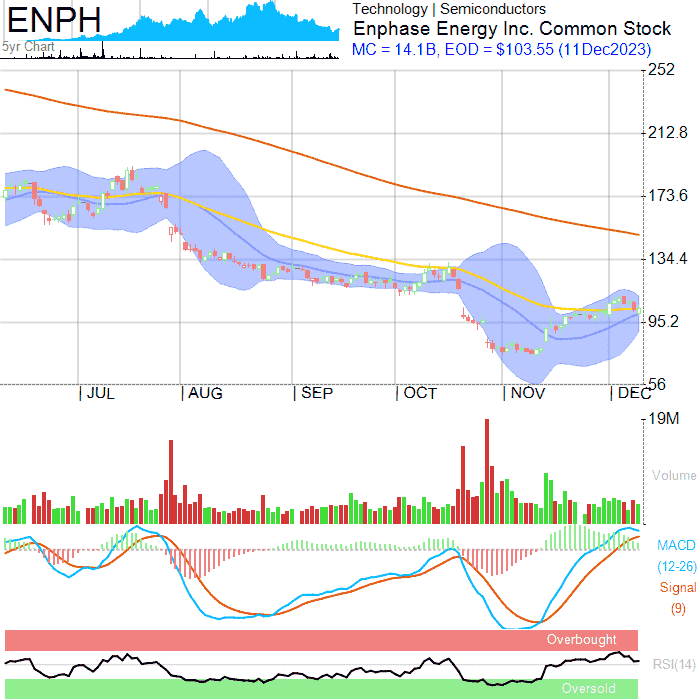 ENPH
5yr Chart
Technology | Semiconductors
Enphase Energy Inc. Common Stock
MC = 14.1B, EOD = $103.55 (11Dec2023)
252
212.8
173.6
134.4
95.2
56
JUL AUG SEP OCT NOV DEC
19M
Volume
MACD
(12-26)
Signal
(9)
Overbought
RSI(14)
Oversold